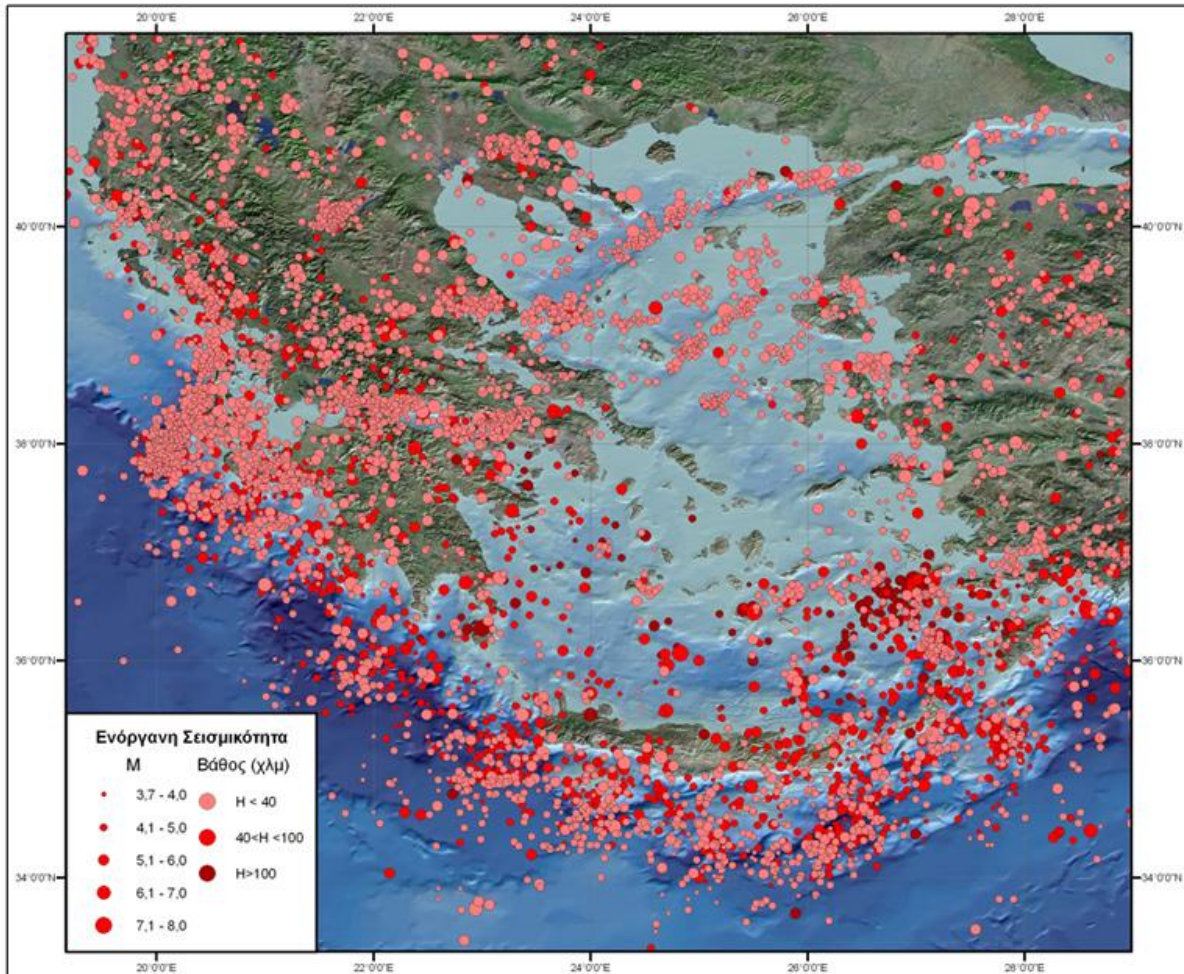 20°0'0"E 22°0'0"E 24°0'0"E 26°0'0"E 28°0'0"E
40°0'0"N 40°0'0"N
38°0'0"N 38°0'0"N
36°0'0"N 36°0'0"N
Ενόργανη Σεισμικότητα
Μ Βάθος (χλμ)
3,7 - 4,0 H < 40
4,1 - 5,0
5,1 - 6,0 40<H <100
6,1 - 7,0 H>100
7,1 - 8,0
34°0'0"N 34°0'0"N
20°0'0"E 22°0'0"E 24°0'0"E 26°0'0"E 28°0'0"E